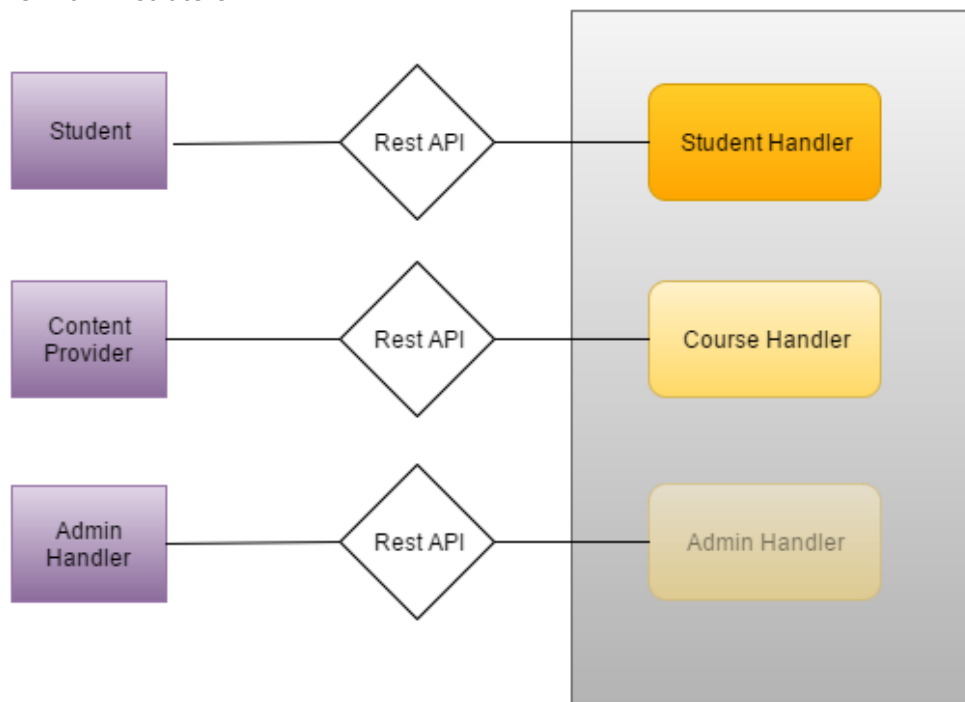 Student
Rest API
Student Handler
Content
Provider
Rest API
Course Handler
Admin
Handler
Rest API
Admin Handler